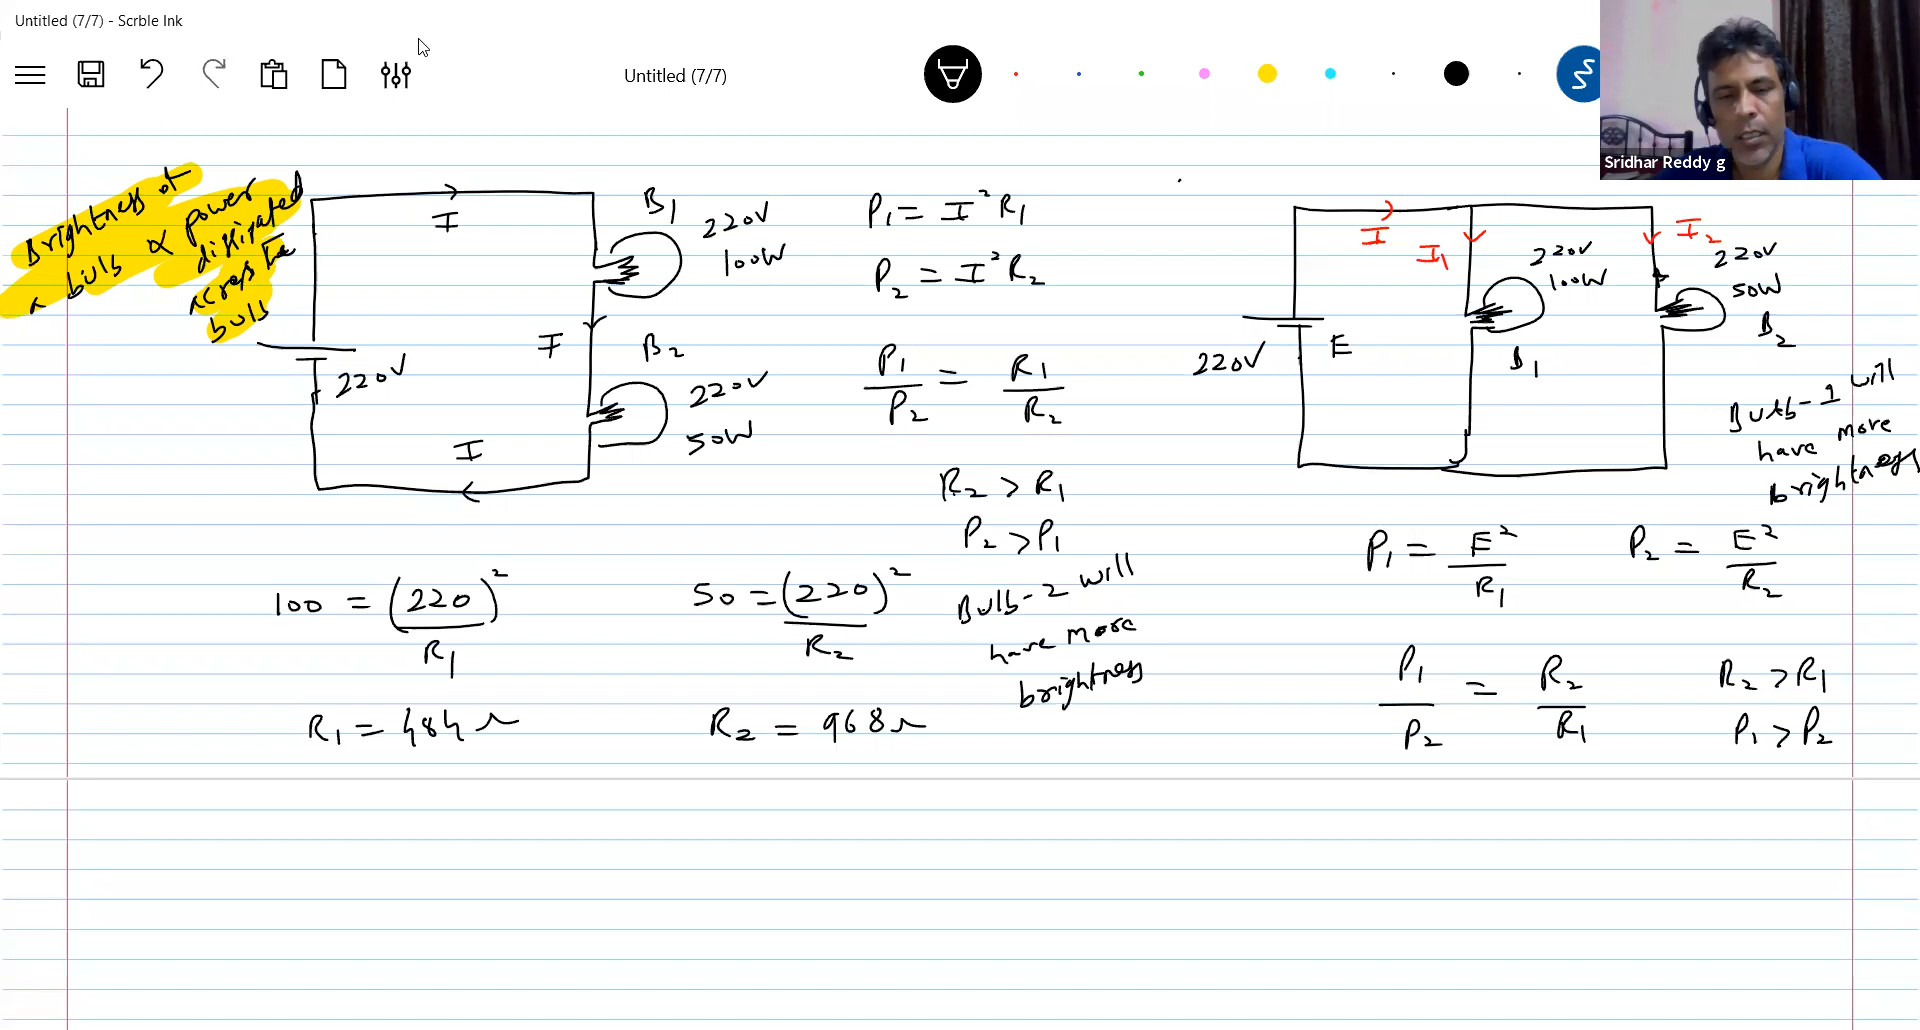 Untitled (7/7) - Scrble Ink
Untitled (7/7)
Sridhar Reddy g
Brightness of
a bulb ∝ power
dissipated
across the
bulb
I
B₁
220V
100W
I
B₂
220V
50W
220V
I
P₁ = I²R₁
P₂ = I²R₂
P₁/P₂ = R₁/R₂
R₂ > R₁
P₂ > P₁
Bulb-2 will
have more
brightness
100 = (220)²/R₁
50 = (220)²/R₂
R₁ = 484Ω
R₂ = 968Ω
I
I₁
I₂
220V
100W
B₁
220V
50W
B₂
220V
E
Bulb-1 will
have more
brightness
P₁ = E²/R₁
P₂ = E²/R₂
P₁/P₂ = R₂/R₁
R₂ > R₁
P₁ > P₂